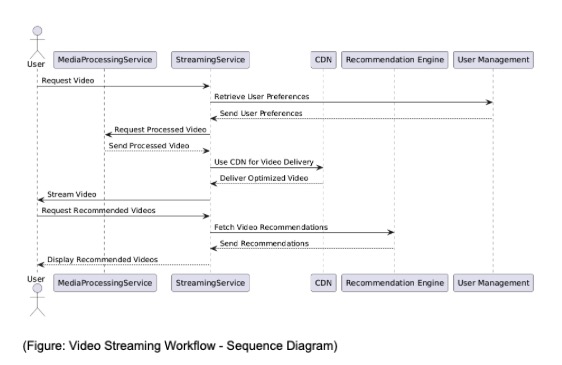 User
MediaProcessingService
StreamingService
CDN
Recommendation Engine
User Management
Request Video
Retrieve User Preferences
Send User Preferences
Request Processed Video
Send Processed Video
Use CDN for Video Delivery
Deliver Optimized Video
Stream Video
Request Recommended Videos
Fetch Video Recommendations
Send Recommendations
Display Recommended Videos
User
MediaProcessingService
StreamingService
CDN
Recommendation Engine
User Management
(Figure: Video Streaming Workflow - Sequence Diagram)